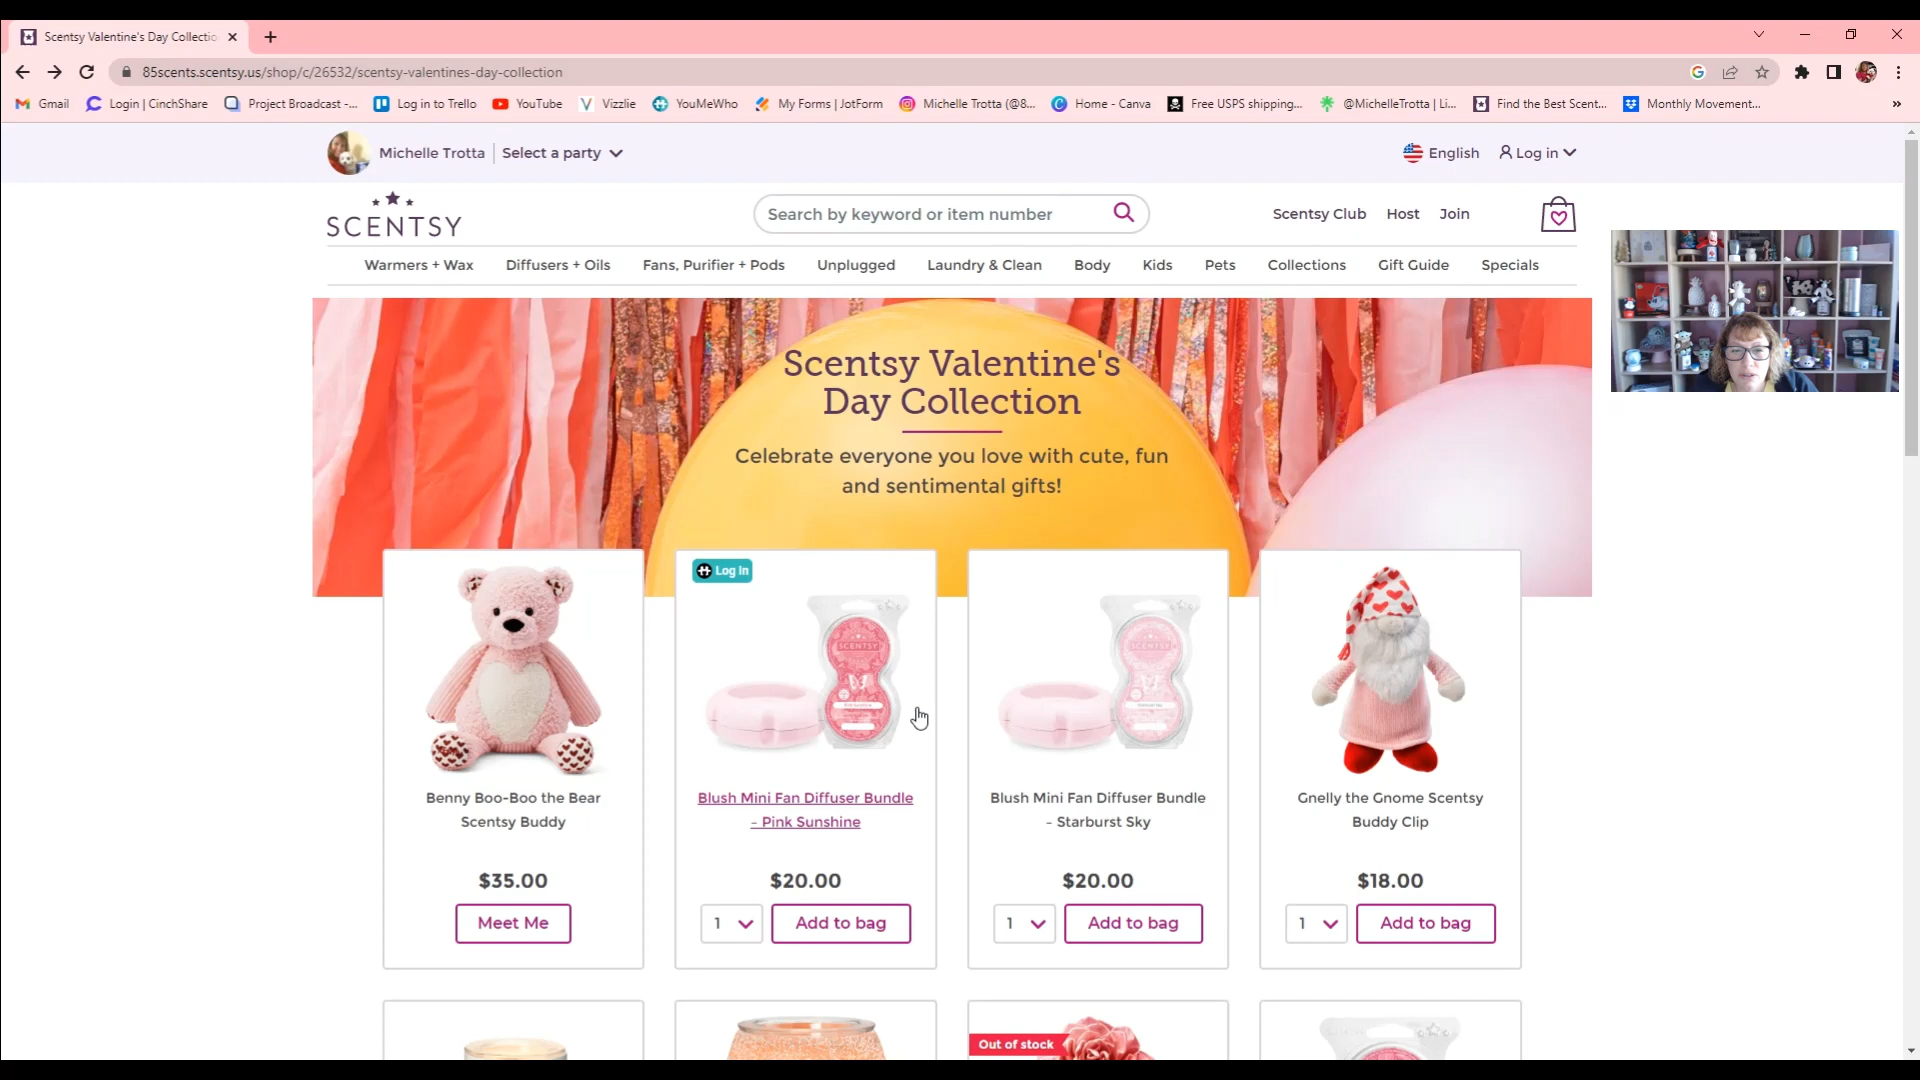 Scentsy Valentine's Day Collectio
85scents.scentsy.us/shop/c/26532/scentsy-valentines-day-collection
Gmail
Login | CinchShare
Project Broadcast -...
Log in to Trello
YouTube
Vizzlie
YouMeWho
My Forms | JotForm
Michelle Trotta (@8...
Home - Canva
Free USPS shipping...
@MichelleTrotta | Li...
Find the Best Scent...
Monthly Movement...
»
Michelle Trotta
Select a party
English
Log in
SCENTSY
Search by keyword or item number
Scentsy Club
Host
Join
Warmers + Wax
Diffusers + Oils
Fans, Purifier + Pods
Unplugged
Laundry & Clean
Body
Kids
Pets
Collections
Gift Guide
Specials
Scentsy Valentine's
Day Collection
Celebrate everyone you love with cute, fun
and sentimental gifts!
Log In
SCENTSY
SCENTSY
Benny Boo-Boo the Bear
Scentsy Buddy
$35.00
Meet Me
Blush Mini Fan Diffuser Bundle
– Pink Sunshine
$20.00
1
Add to bag
Blush Mini Fan Diffuser Bundle
– Starburst Sky
$20.00
1
Add to bag
Gnelly the Gnome Scentsy
Buddy Clip
$18.00
1
Add to bag
Out of stock